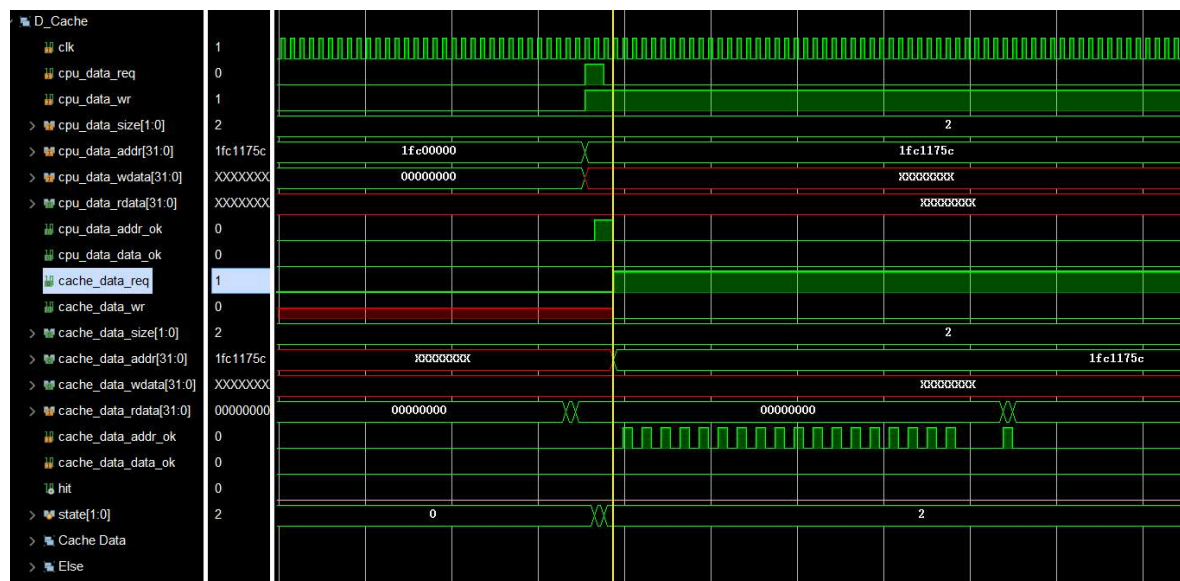 D_Cache
clk 1
cpu_data_req 0
cpu_data_wr 1
cpu_data_size[1:0] 2 2
cpu_data_addr[31:0] 1fc1175c 1fc00000 1fc1175c
cpu_data_wdata[31:0] XXXXXXXX 00000000 XXXXXXXX
cpu_data_rdata[31:0] XXXXXXXX XXXXXXXX
cpu_data_addr_ok 0
cpu_data_data_ok 0
cache_data_req 1
cache_data_wr 0
cache_data_size[1:0] 2 2
cache_data_addr[31:0] 1fc1175c XXXXXXXX 1fc1175c
cache_data_wdata[31:0] XXXXXXXX XXXXXXXX
cache_data_rdata[31:0] 00000000 00000000 00000000
cache_data_addr_ok 0
cache_data_data_ok 0
hit 0
state[1:0] 2 0 2
Cache Data
Else